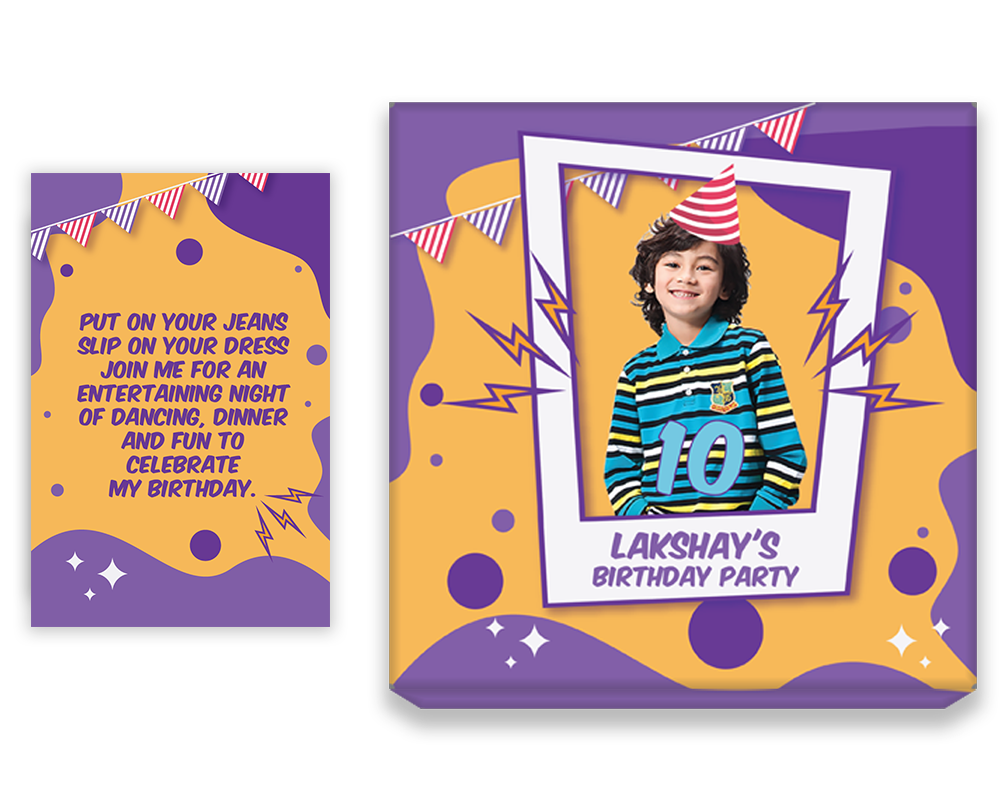 PUT ON YOUR JEANS
SLIP ON YOUR DRESS
JOIN ME FOR AN
ENTERTAINING NIGHT
OF DANCING, DINNER
AND FUN TO
CELEBRATE
MY BIRTHDAY.
10
LAKSHAY'S
BIRTHDAY PARTY